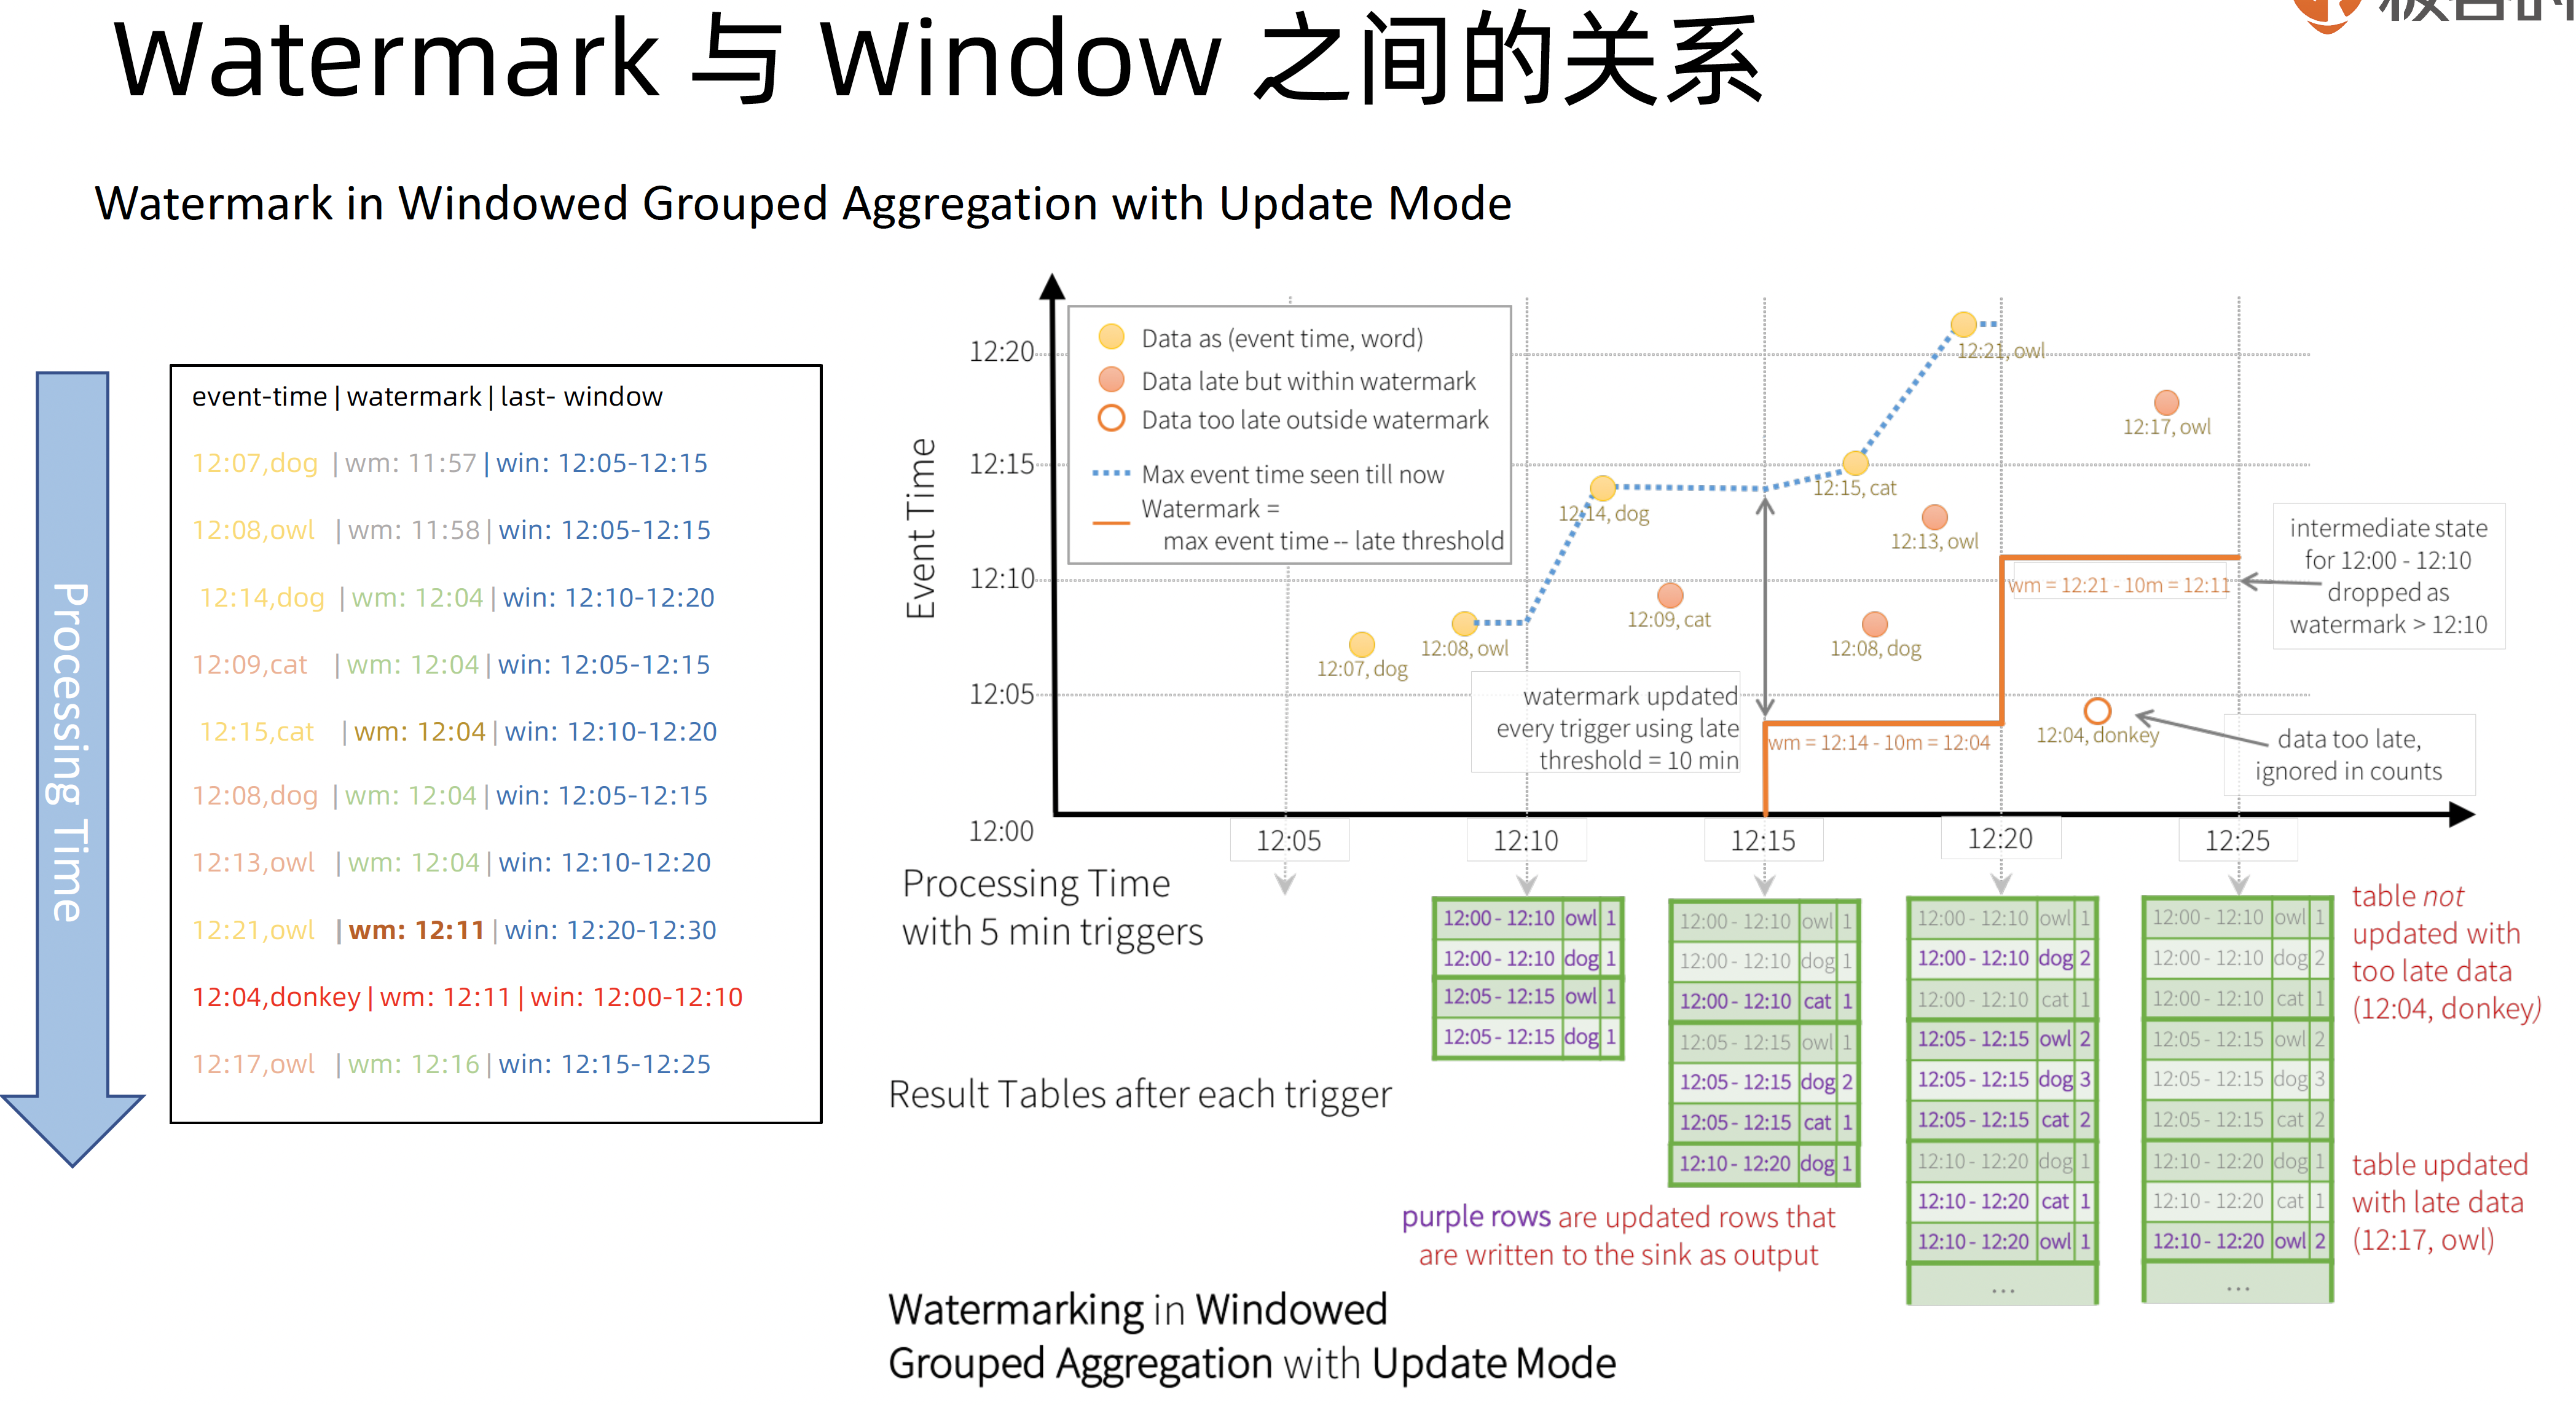 Watermark 与 Window 之间的关系
Watermark in Windowed Grouped Aggregation with Update Mode
Processing Time
event-time | watermark | last- window
12:07,dog | wm: 11:57 | win: 12:05-12:15
12:08,owl | wm: 11:58 | win: 12:05-12:15
12:14,dog | wm: 12:04 | win: 12:10-12:20
12:09,cat | wm: 12:04 | win: 12:05-12:15
12:15,cat | wm: 12:04 | win: 12:10-12:20
12:08,dog | wm: 12:04 | win: 12:05-12:15
12:13,owl | wm: 12:04 | win: 12:10-12:20
12:21,owl | wm: 12:11 | win: 12:20-12:30
12:04,donkey | wm: 12:11 | win: 12:00-12:10
12:17,owl | wm: 12:16 | win: 12:15-12:25
Event Time
12:20
12:15
12:10
12:05
12:00
Data as (event time, word)
Data late but within watermark
Data too late outside watermark
Max event time seen till now
Watermark =
max event time -- late threshold
12:07, dog
12:08, owl
12:14, dog
12:09, cat
12:15, cat
12:08, dog
12:13, owl
12:21, owl
12:17, owl
12:04, donkey
watermark updated
every trigger using late
threshold = 10 min
wm = 12:14 - 10m = 12:04
wm = 12:21 - 10m = 12:11
intermediate state
for 12:00 - 12:10
dropped as
watermark > 12:10
data too late,
ignored in counts
12:05
12:10
12:15
12:20
12:25
Processing Time
with 5 min triggers
Result Tables after each trigger
12:00 - 12:10 owl 1
12:00 - 12:10 dog 1
12:05 - 12:15 owl 1
12:05 - 12:15 dog 1
12:00 - 12:10 owl 1
12:00 - 12:10 dog 1
12:00 - 12:10 cat 1
12:05 - 12:15 owl 1
12:05 - 12:15 dog 2
12:05 - 12:15 cat 1
12:10 - 12:20 dog 1
12:00 - 12:10 owl 1
12:00 - 12:10 dog 2
12:00 - 12:10 cat 1
12:05 - 12:15 owl 2
12:05 - 12:15 dog 3
12:05 - 12:15 cat 2
12:10 - 12:20 dog 1
12:10 - 12:20 cat 1
12:10 - 12:20 owl 1
...
12:00 - 12:10 owl 1
12:00 - 12:10 dog 2
12:00 - 12:10 cat 1
12:05 - 12:15 owl 2
12:05 - 12:15 dog 3
12:05 - 12:15 cat 2
12:10 - 12:20 dog 1
12:10 - 12:20 cat 1
12:10 - 12:20 owl 2
...
table not
updated with
too late data
(12:04, donkey)
table updated
with late data
(12:17, owl)
purple rows are updated rows that
are written to the sink as output
Watermarking in Windowed
Grouped Aggregation with Update Mode